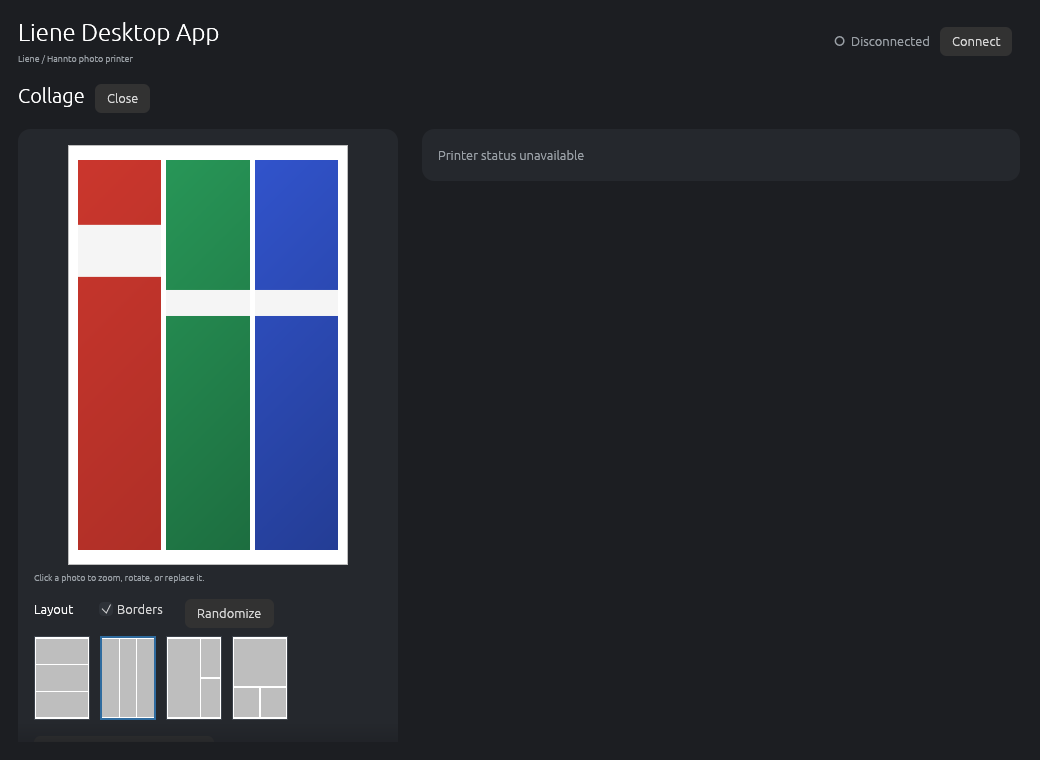 Liene Desktop App
Liene / Hannto photo printer
Disconnected
Connect
Collage
Close
Printer status unavailable
Click a photo to zoom, rotate, or replace it.
Layout
Borders
Randomize